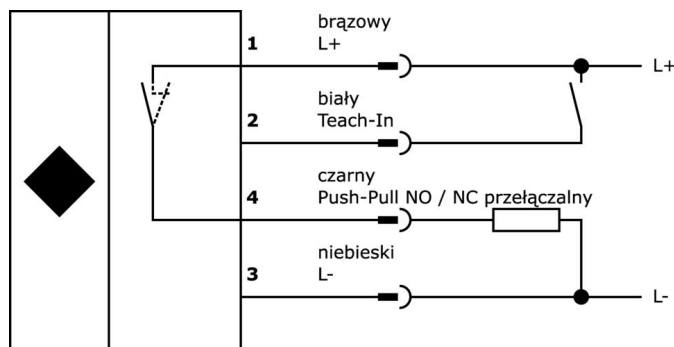 1
brązowy
L+
L+
2
biały
Teach-In
4
czarny
Push-Pull NO / NC przełączalny
3
niebieski
L-
L-